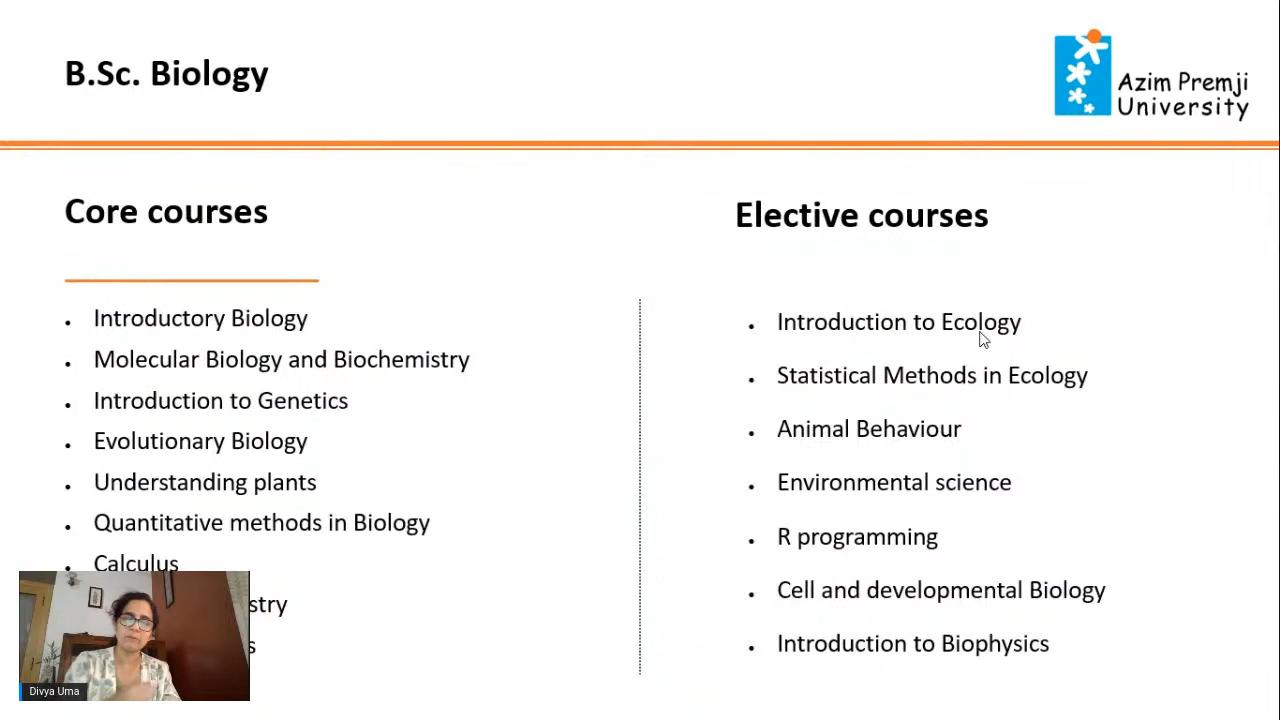 B.Sc. Biology
Azim Premji
University
Core courses
Introductory Biology
Molecular Biology and Biochemistry
Introduction to Genetics
Evolutionary Biology
Understanding plants
Quantitative methods in Biology
Calculus
Elective courses
Introduction to Ecology
Statistical Methods in Ecology
Animal Behaviour
Environmental science
R programming
Cell and developmental Biology
Introduction to Biophysics
Divya Uma